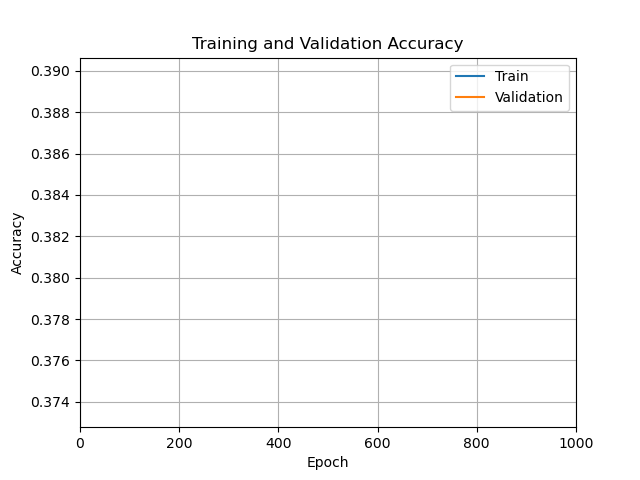 Training and Validation Accuracy
Train
Validation
0.390
0.388
0.386
0.384
0.382
0.380
0.378
0.376
0.374
Accuracy
0 200 400 600 800 1000
Epoch